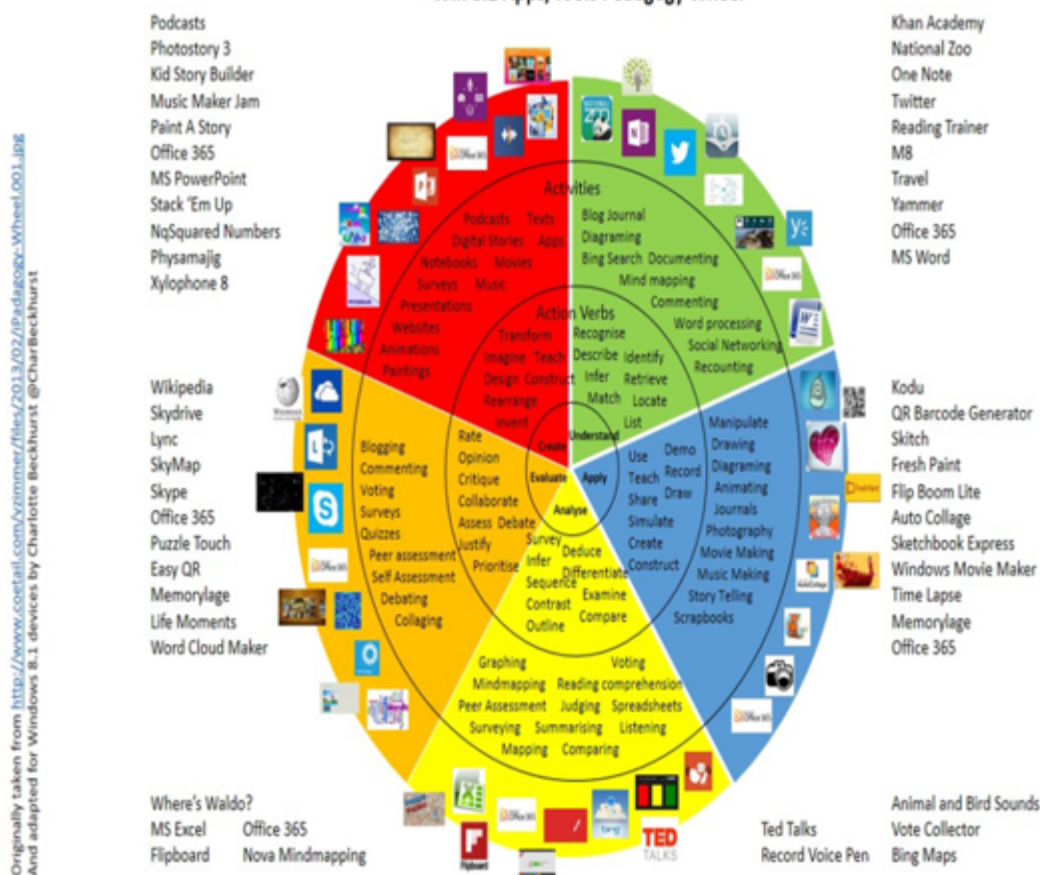 Podcasts
Photostory 3
Kid Story Builder
Music Maker Jam
Paint A Story
Office 365
MS PowerPoint
Stack 'Em Up
NqSquared Numbers
Physamajig
Xylophone 8
Khan Academy
National Zoo
One Note
Twitter
Reading Trainer
M8
Travel
Yammer
Office 365
MS Word
Activities
Podcasts Texts
Digital Stories Apps
Notebooks Movies
Surveys Music
Presentations
Websites
Animations
Paintings
Blog Journal
Diagraming
Bing Search Documenting
Mind mapping
Commenting
Word processing
Social Networking
Recounting
Action Verbs
Transform
Imagine Teach
Design Construct
Rearrange
Invent
Recognise
Describe Identify
Infer Retrieve
Match Locate
List
Create
Understand
Evaluate
Apply
Analyse
Wikipedia
Skydrive
Lync
SkyMap
Skype
Office 365
Puzzle Touch
Easy QR
Memorylage
Life Moments
Word Cloud Maker
Blogging
Commenting
Voting
Surveys
Quizzes
Peer assessment
Self Assessment
Debating
Collaging
Rate
Opinion
Critique
Collaborate
Assess Debate
Justify
Prioritise
Use Demo
Teach Record
Share Draw
Simulate
Create
Construct
Manipulate
Drawing
Diagraming
Animating
Journals
Photography
Movie Making
Music Making
Story Telling
Scrapbooks
Kodu
QR Barcode Generator
Skitch
Fresh Paint
Flip Boom Lite
Auto Collage
Sketchbook Express
Windows Movie Maker
Time Lapse
Memorylage
Office 365
Survey Deduce
Infer Differentiate
Sequence Examine
Contrast Compare
Outline
Graphing Voting
Mindmapping Reading comprehension
Peer Assessment Judging Spreadsheets
Surveying Summarising Listening
Mapping Comparing
Where's Waldo?
MS Excel Office 365
Flipboard Nova Mindmapping
Flipboard
bing
TED
TALKS
Ted Talks
Record Voice Pen
Animal and Bird Sounds
Vote Collector
Bing Maps
Originally taken from http://www.coetail.com/vzimmer/files/2013/02/iPadagogy-Wheel.001.jpg
And adapted for Windows 8.1 devices by Charlotte Beckhurst @CharBeckhurst